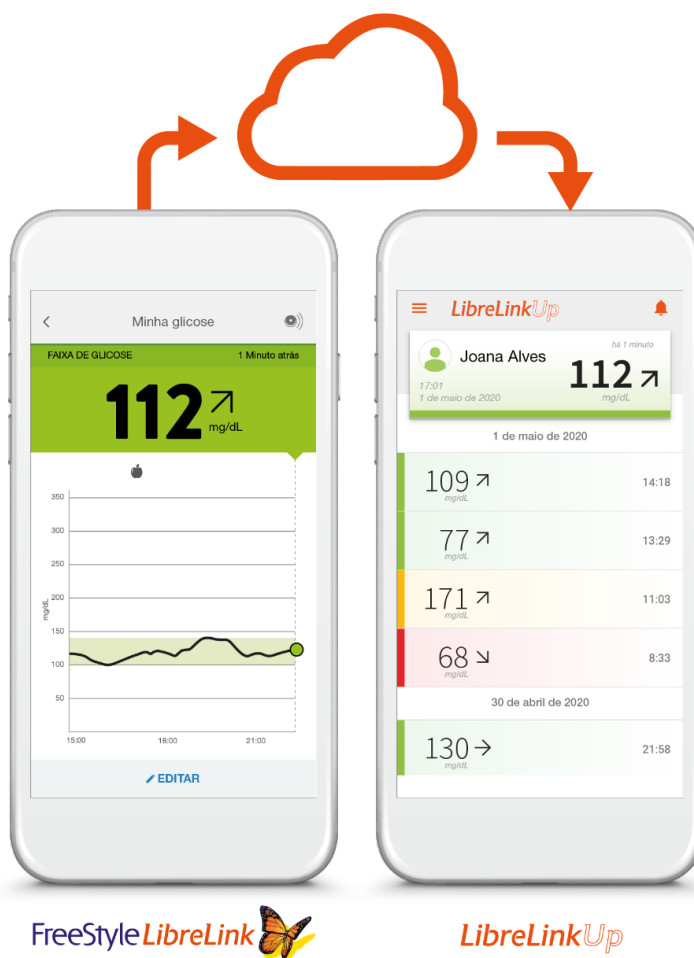 Minha glicose
FAIXA DE GLICOSE 1 Minuto atrás
112
mg/dL
350
300
250
200
mg/dL
150
100
50
15:00 18:00 21:00
EDITAR
FreeStyle LibreLink
LibreLinkUp
Joana Alves
há 1 minuto
112
mg/dL
17:01
1 de maio de 2020
1 de maio de 2020
109 14:18
mg/dL
77 13:29
mg/dL
171 11:03
mg/dL
68 8:33
mg/dL
30 de abril de 2020
130 21:58
mg/dL
LibreLinkUp